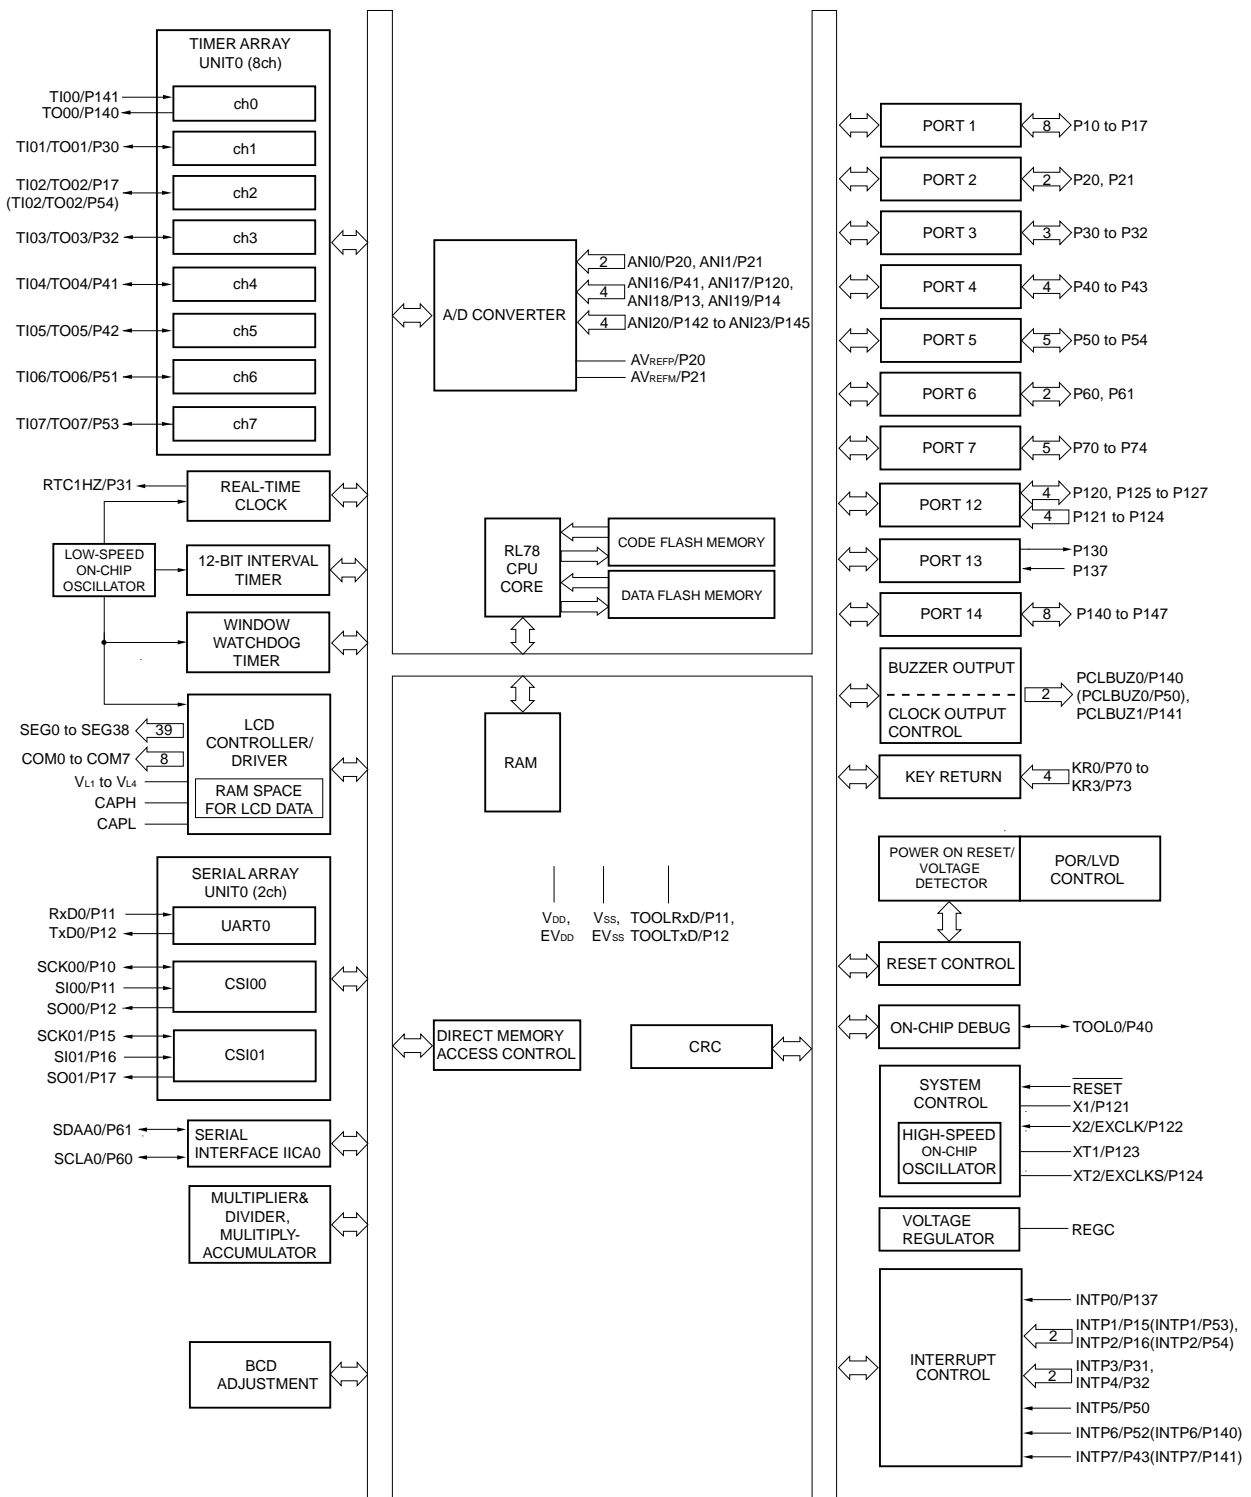 TIMER ARRAY
UNIT0 (8ch)
TI00/P141
TO00/P140
ch0
TI01/TO01/P30
ch1
TI02/TO02/P17
(TI02/TO02/P54)
ch2
TI03/TO03/P32
ch3
TI04/TO04/P41
ch4
TI05/TO05/P42
ch5
TI06/TO06/P51
ch6
TI07/TO07/P53
ch7
RTC1HZ/P31
REAL-TIME
CLOCK
LOW-SPEED
ON-CHIP
OSCILLATOR
12-BIT INTERVAL
TIMER
WINDOW
WATCHDOG
TIMER
SEG0 to SEG38
39
COM0 to COM7
8
VL1 to VL4
CAPH
CAPL
LCD
CONTROLLER/
DRIVER
RAM SPACE
FOR LCD DATA
SERIAL ARRAY
UNIT0 (2ch)
RxD0/P11
TxD0/P12
UART0
SCK00/P10
SI00/P11
SO00/P12
CSI00
SCK01/P15
SI01/P16
SO01/P17
CSI01
SDAA0/P61
SCLA0/P60
SERIAL
INTERFACE IICA0
MULTIPLIER&
DIVIDER,
MULITIPLY-
ACCUMULATOR
BCD
ADJUSTMENT
A/D CONVERTER
2
ANI0/P20, ANI1/P21
4
ANI16/P41, ANI17/P120,
ANI18/P13, ANI19/P14
4
ANI20/P142 to ANI23/P145
AVREFP/P20
AVREFM/P21
RL78
CPU
CORE
CODE FLASH MEMORY
DATA FLASH MEMORY
RAM
VDD,
EVDD
VSS,
EVSS
TOOLRxD/P11,
TOOLTxD/P12
DIRECT MEMORY
ACCESS CONTROL
CRC
PORT 1
8
P10 to P17
PORT 2
2
P20, P21
PORT 3
3
P30 to P32
PORT 4
4
P40 to P43
PORT 5
5
P50 to P54
PORT 6
2
P60, P61
PORT 7
5
P70 to P74
PORT 12
4
P120, P125 to P127
4
P121 to P124
PORT 13
P130
P137
PORT 14
8
P140 to P147
BUZZER OUTPUT
CLOCK OUTPUT
CONTROL
2
PCLBUZ0/P140
(PCLBUZ0/P50),
PCLBUZ1/P141
KEY RETURN
4
KR0/P70 to
KR3/P73
POWER ON RESET/
VOLTAGE
DETECTOR
POR/LVD
CONTROL
RESET CONTROL
ON-CHIP DEBUG
TOOL0/P40
SYSTEM
CONTROL
HIGH-SPEED
ON-CHIP
OSCILLATOR
RESET
X1/P121
X2/EXCLK/P122
XT1/P123
XT2/EXCLKS/P124
VOLTAGE
REGULATOR
REGC
INTERRUPT
CONTROL
INTP0/P137
2
INTP1/P15(INTP1/P53),
INTP2/P16(INTP2/P54)
2
INTP3/P31,
INTP4/P32
INTP5/P50
INTP6/P52(INTP6/P140)
INTP7/P43(INTP7/P141)